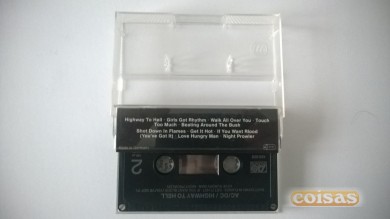 Highway To Hell · Girls Got Rhythm · Walk All Over You · Touch
Too Much · Beating Around The Bush
Shot Down In Flames · Get It Hot · If You Want Blood
(You've Got It) · Love Hungry Man · Night Prowler
2
AC/DC / HIGHWAY TO HELL
coisas